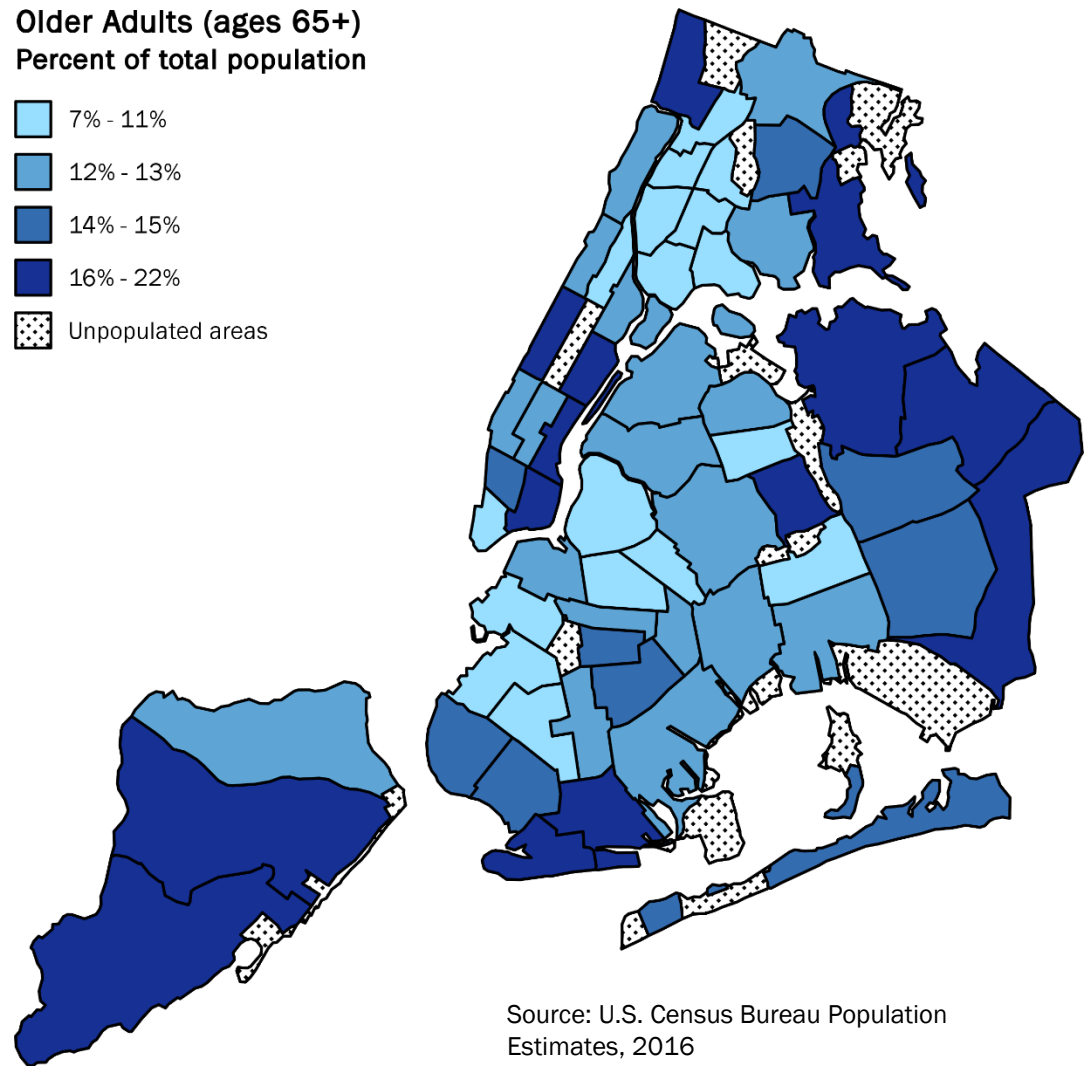 Older Adults (ages 65+)
Percent of total population
7% - 11%
12% - 13%
14% - 15%
16% - 22%
Unpopulated areas
Source: U.S. Census Bureau Population
Estimates, 2016